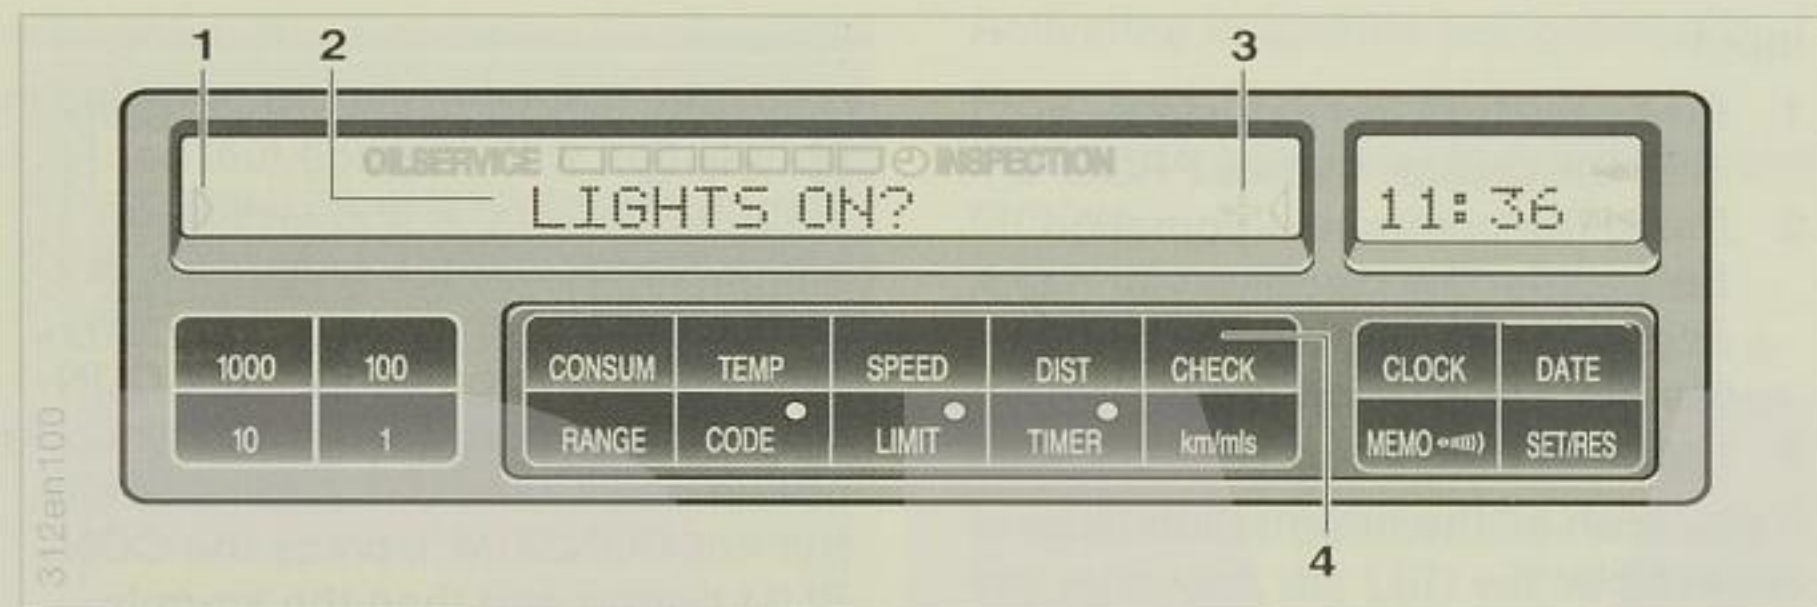 1 2 3
OILSERVICE INSPECTION
LIGHTS ON? 11:36
1000 100 CONSUM TEMP SPEED DIST CHECK CLOCK DATE
10 1 RANGE CODE LIMIT TIMER km/mls MEMO SET/RES
4
312en100